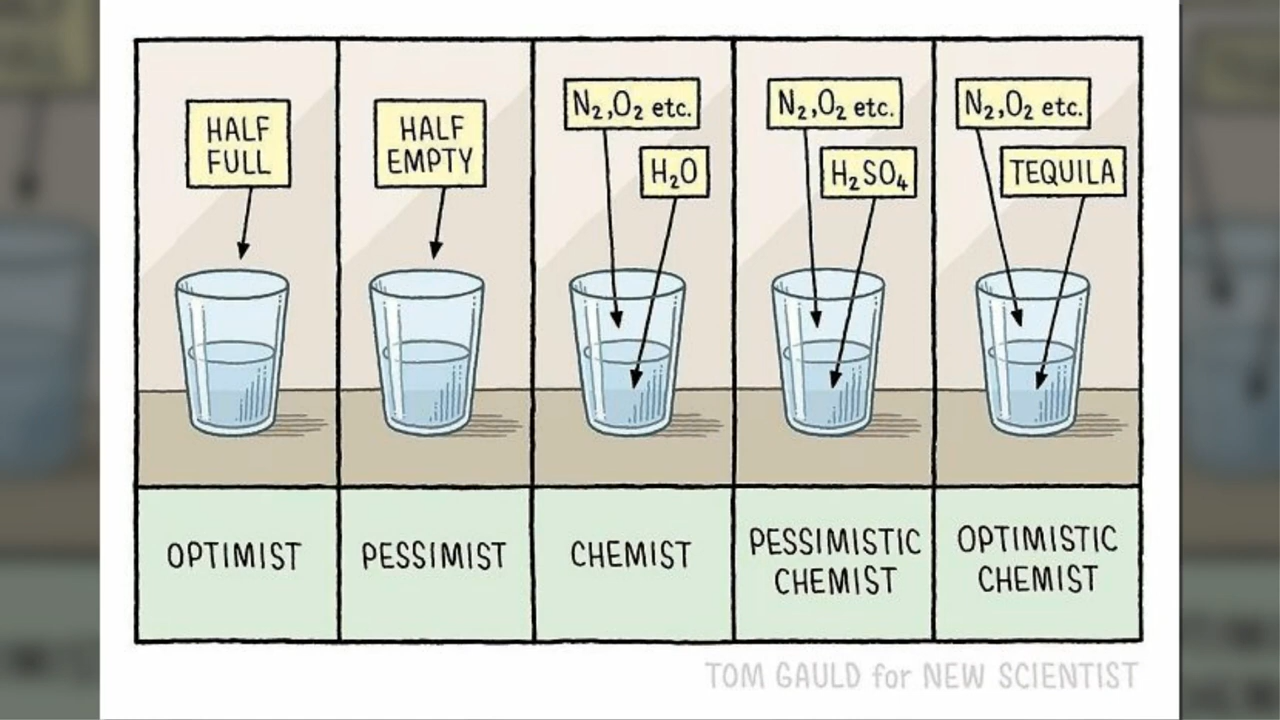 HALF
FULL
HALF
EMPTY
N₂,O₂ etc.
H₂O
N₂,O₂ etc.
H₂SO₄
N₂,O₂ etc.
TEQUILA
OPTIMIST
PESSIMIST
CHEMIST
PESSIMISTIC
CHEMIST
OPTIMISTIC
CHEMIST
TOM GAULD for NEW SCIENTIST